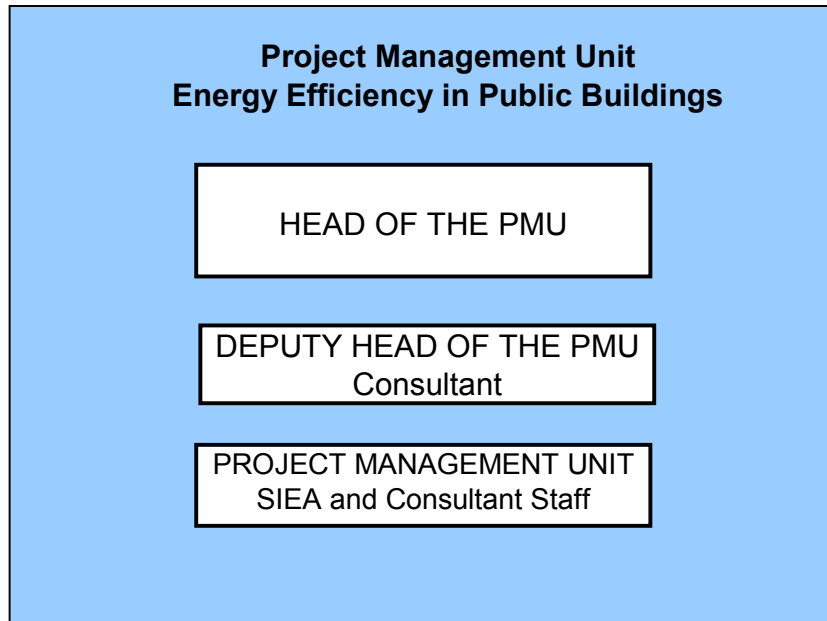 Project Management Unit
Energy Efficiency in Public Buildings
HEAD OF THE PMU
DEPUTY HEAD OF THE PMU
Consultant
PROJECT MANAGEMENT UNIT
SIEA and Consultant Staff